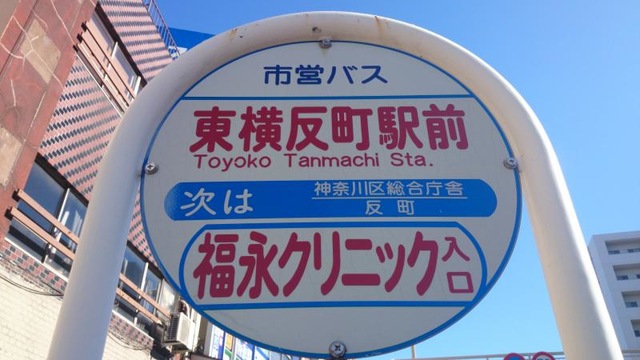 市営バス
東横反町駅前
Toyoko Tanmachi Sta.
次は
神奈川区総合庁舎
反町
福永クリニック入口